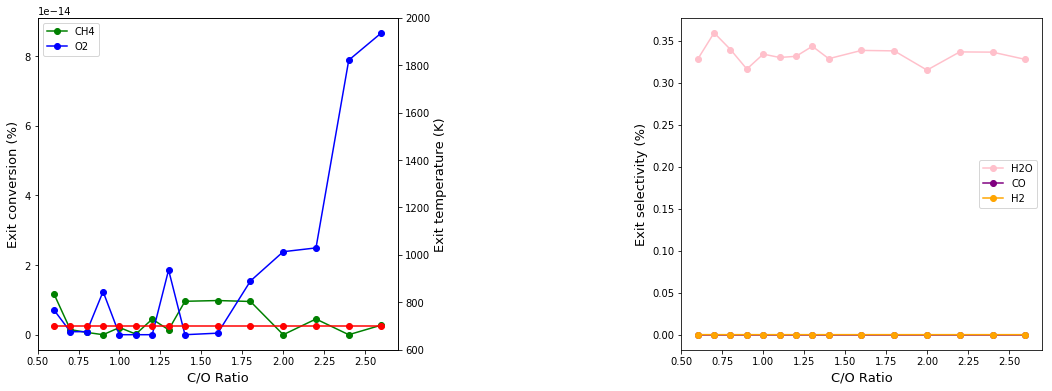 1e−14
CH4
O2
8
6
4
2
0
Exit conversion (%)
0.50 0.75 1.00 1.25 1.50 1.75 2.00 2.25 2.50
C/O Ratio
2000
1800
1600
1400
1200
1000
800
600
Exit temperature (K)
0.35
0.30
0.25
0.20
0.15
0.10
0.05
0.00
Exit selectivity (%)
H2O
CO
H2
0.50 0.75 1.00 1.25 1.50 1.75 2.00 2.25 2.50
C/O Ratio